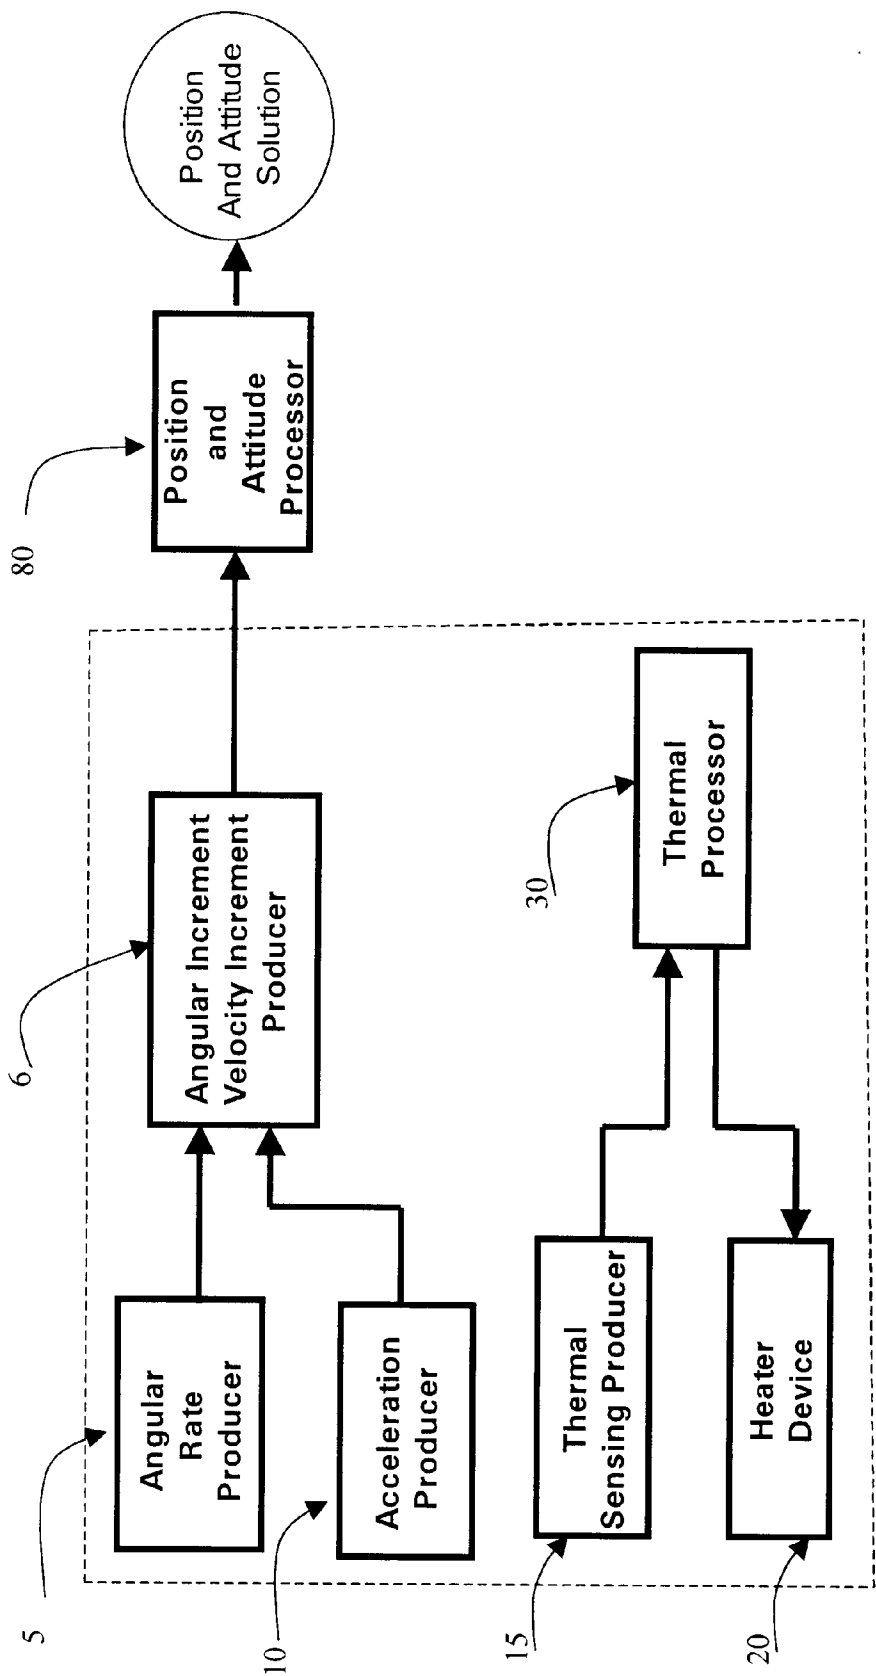 5
Angular
Rate
Producer
10
Acceleration
Producer
6
Angular Increment
Velocity Increment
Producer
80
Position
and
Attitude
Processor
Position
And Attitude
Solution
15
Thermal
Sensing Producer
20
Heater
Device
30
Thermal
Processor